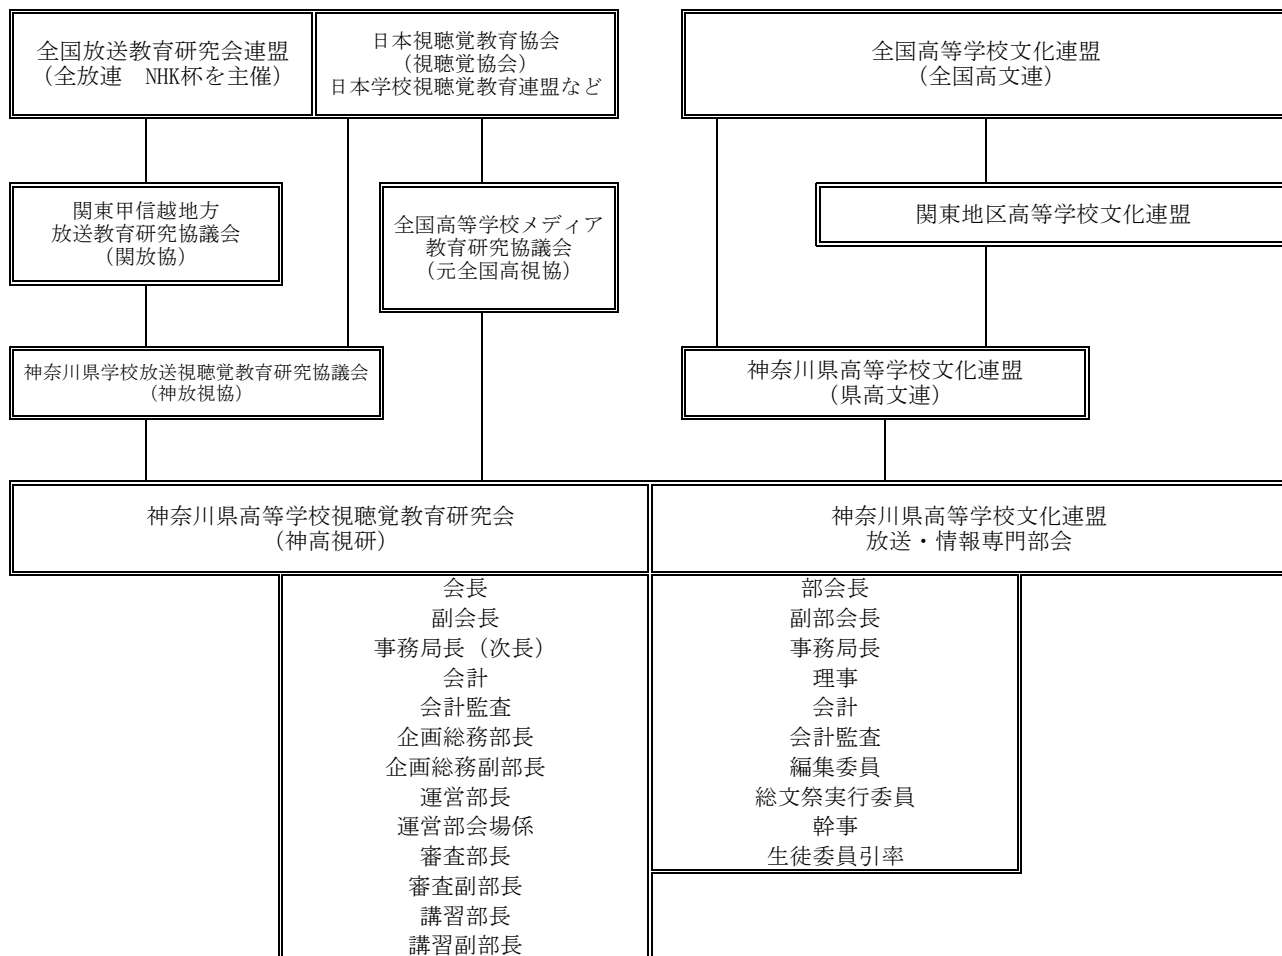 全国放送教育研究会連盟
(全放連　NHK杯を主催)
日本視聴覚教育協会
(視聴覚協会)
日本学校視聴覚教育連盟など
全国高等学校文化連盟
(全国高文連)
関東甲信越地方
放送教育研究協議会
(関放協)
全国高等学校メディア
教育研究協議会
(元全国高視協)
関東地区高等学校文化連盟
神奈川県学校放送視聴覚教育研究協議会
(神放視協)
神奈川県高等学校文化連盟
(県高文連)
神奈川県高等学校視聴覚教育研究会
(神高視研)
神奈川県高等学校文化連盟
放送・情報専門部会
会長
副会長
事務局長（次長）
会計
会計監査
企画総務部長
企画総務副部長
運営部長
運営部会場係
審査部長
審査副部長
講習部長
講習副部長
部会長
副部会長
事務局長
理事
会計
会計監査
編集委員
総文祭実行委員
幹事
生徒委員引率